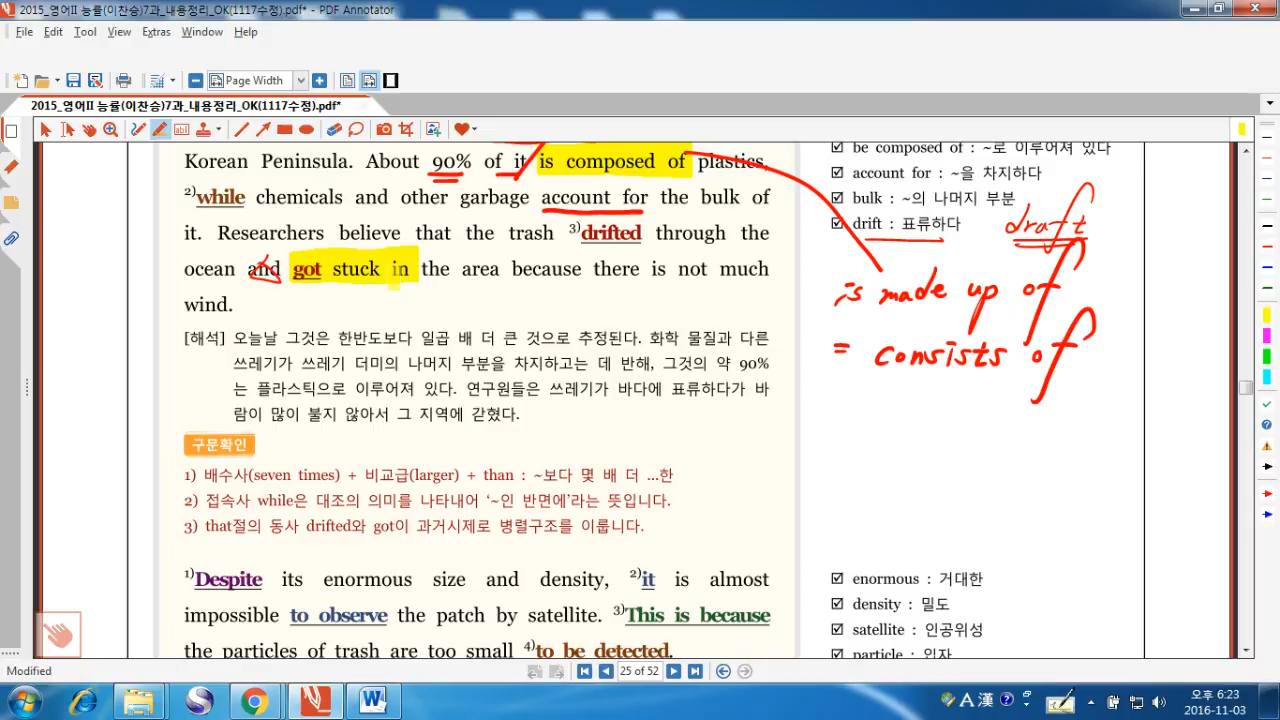 2015_영어II 능률(이찬승)7과_내용정리_OK(1117수정).pdf* - PDF Annotator
File Edit Tool View Extras Window Help
Page Width
2015_영어II 능률(이찬승)7과_내용정리_OK(1117수정).pdf*
Korean Peninsula. About 90% of it is composed of plastics,
2)while chemicals and other garbage account for the bulk of
it. Researchers believe that the trash 3)drifted through the
ocean and got stuck in the area because there is not much
wind.
[해석] 오늘날 그것은 한반도보다 일곱 배 더 큰 것으로 추정된다. 화학 물질과 다른
쓰레기가 쓰레기 더미의 나머지 부분을 차지하고는 데 반해, 그것의 약 90%
는 플라스틱으로 이루어져 있다. 연구원들은 쓰레기가 바다에 표류하다가 바
람이 많이 불지 않아서 그 지역에 갇혔다.
구문확인
1) 배수사(seven times) + 비교급(larger) + than : ~보다 몇 배 더 ...한
2) 접속사 while은 대조의 의미를 나타내어 '~인 반면에'라는 뜻입니다.
3) that절의 동사 drifted와 got이 과거시제로 병렬구조를 이룹니다.
1)Despite its enormous size and density, 2)it is almost
impossible to observe the patch by satellite. 3)This is because
the particles of trash are too small 4)to be detected.
be composed of : ~로 이루어져 있다
account for : ~을 차지하다
bulk : ~의 나머지 부분
drift : 표류하다
draft
is made up of
= consists of
enormous : 거대한
density : 밀도
satellite : 인공위성
particle : 입자
Modified
25 of 52
A 漢
오후 6:23
2016-11-03